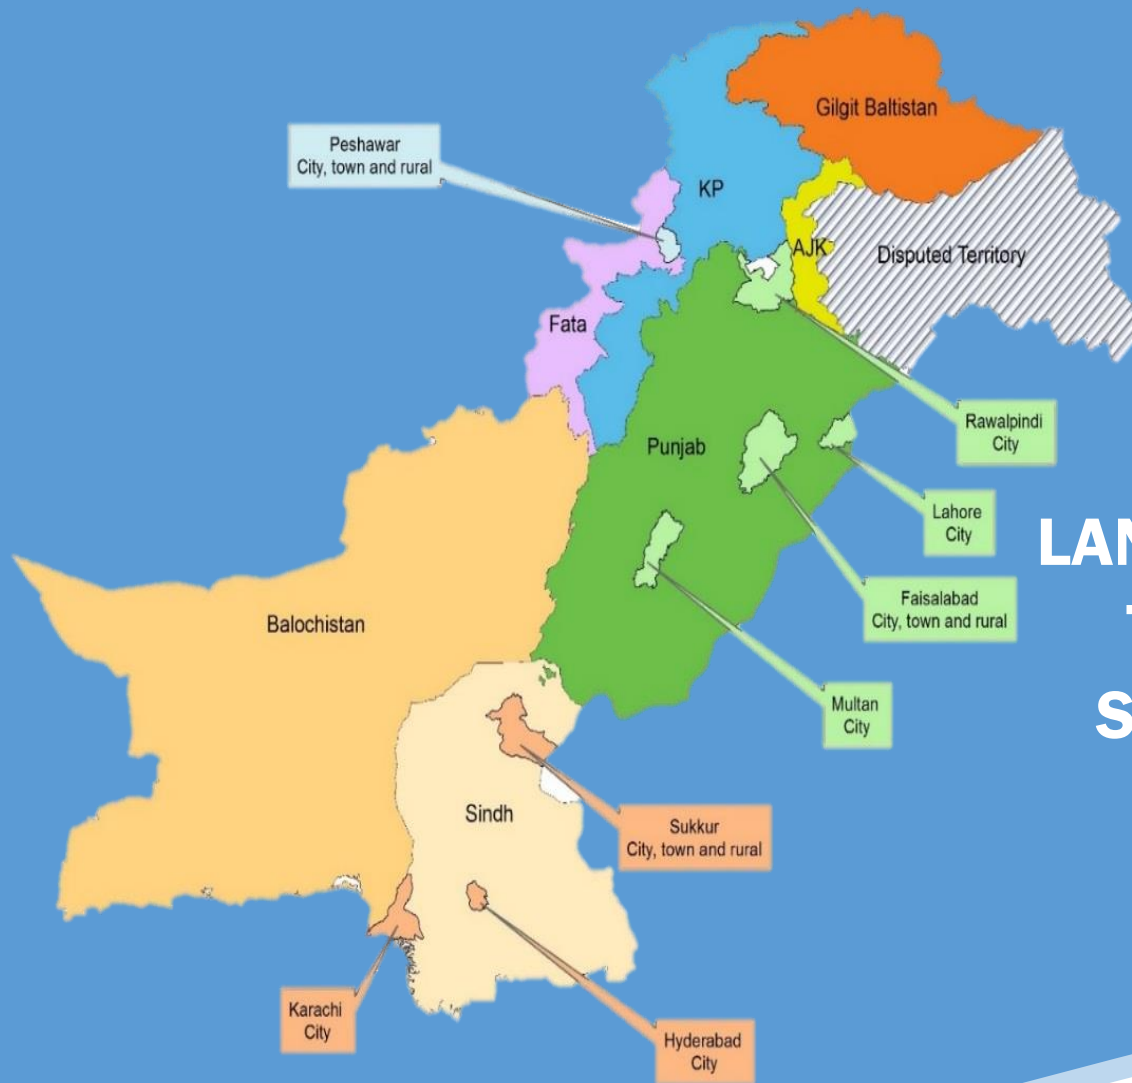 Gilgit Baltistan
Peshawar
City, town and rural
KP
AJK
Disputed Territory
Fata
Rawalpindi
City
Punjab
Lahore
City
LAN
Faisalabad
City, town and rural
Balochistan
Multan
City
S
Sindh
Sukkur
City, town and rural
Karachi
City
Hyderabad
City